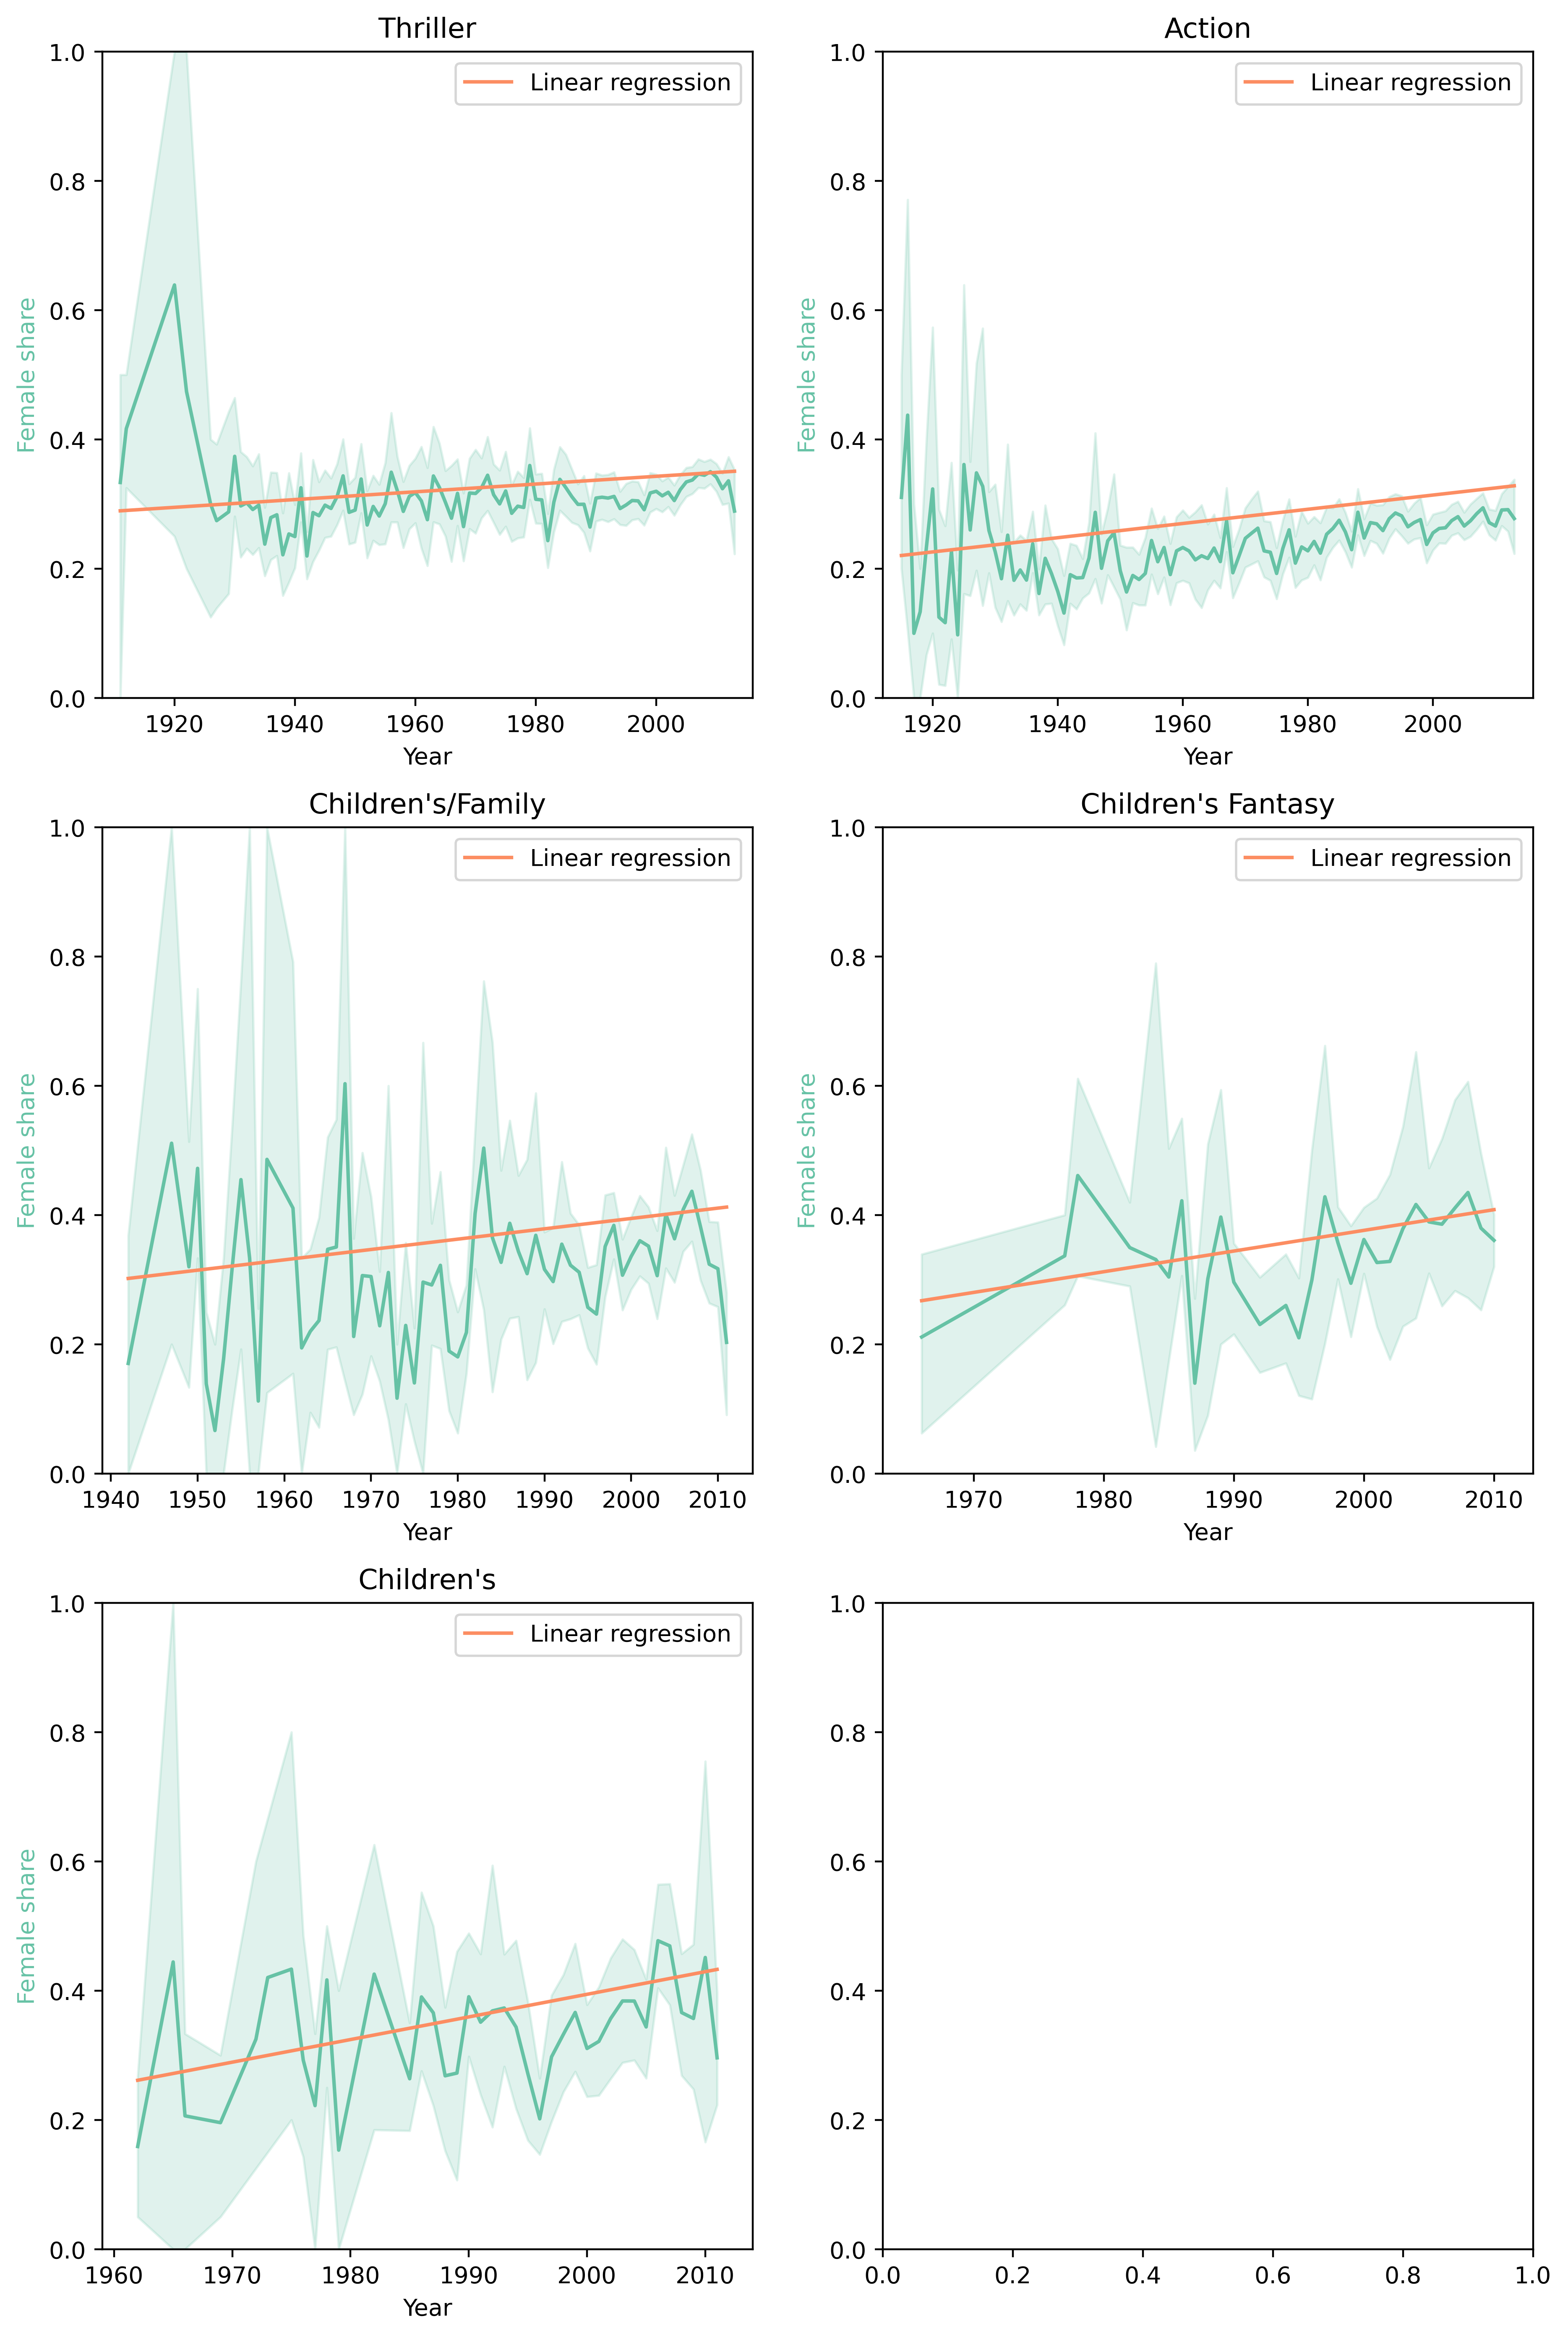 Thriller
Linear regression
Female share
1.0
0.8
0.6
0.4
0.2
0.0
1920 1940 1960 1980 2000
Year
Action
Linear regression
Female share
1.0
0.8
0.6
0.4
0.2
0.0
1920 1940 1960 1980 2000
Year
Children's/Family
Linear regression
Female share
1.0
0.8
0.6
0.4
0.2
0.0
1940 1950 1960 1970 1980 1990 2000 2010
Year
Children's Fantasy
Linear regression
Female share
1.0
0.8
0.6
0.4
0.2
0.0
1970 1980 1990 2000 2010
Year
Children's
Linear regression
Female share
1.0
0.8
0.6
0.4
0.2
0.0
1960 1970 1980 1990 2000 2010
Year
1.0
0.8
0.6
0.4
0.2
0.0
0.0 0.2 0.4 0.6 0.8 1.0